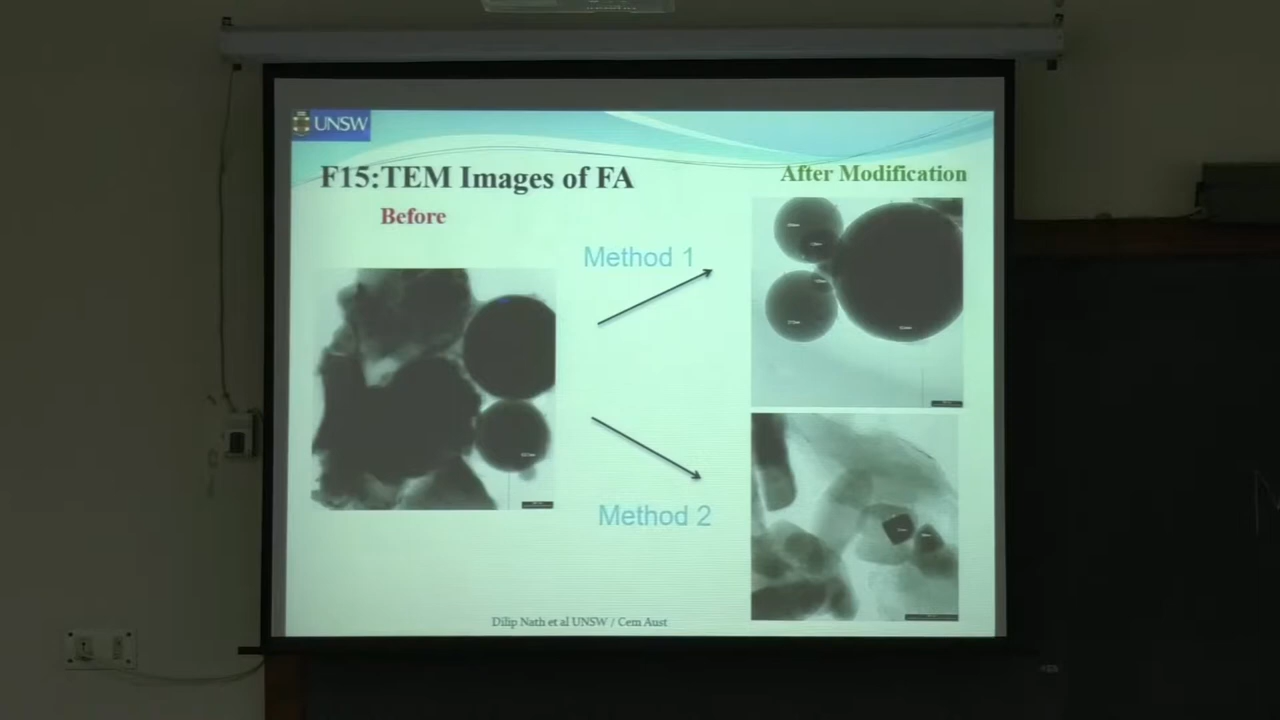 UNSW
F15:TEM Images of FA
After Modification
Before
Method 1
Method 2
Dilip Nath et al UNSW / Cem Aust